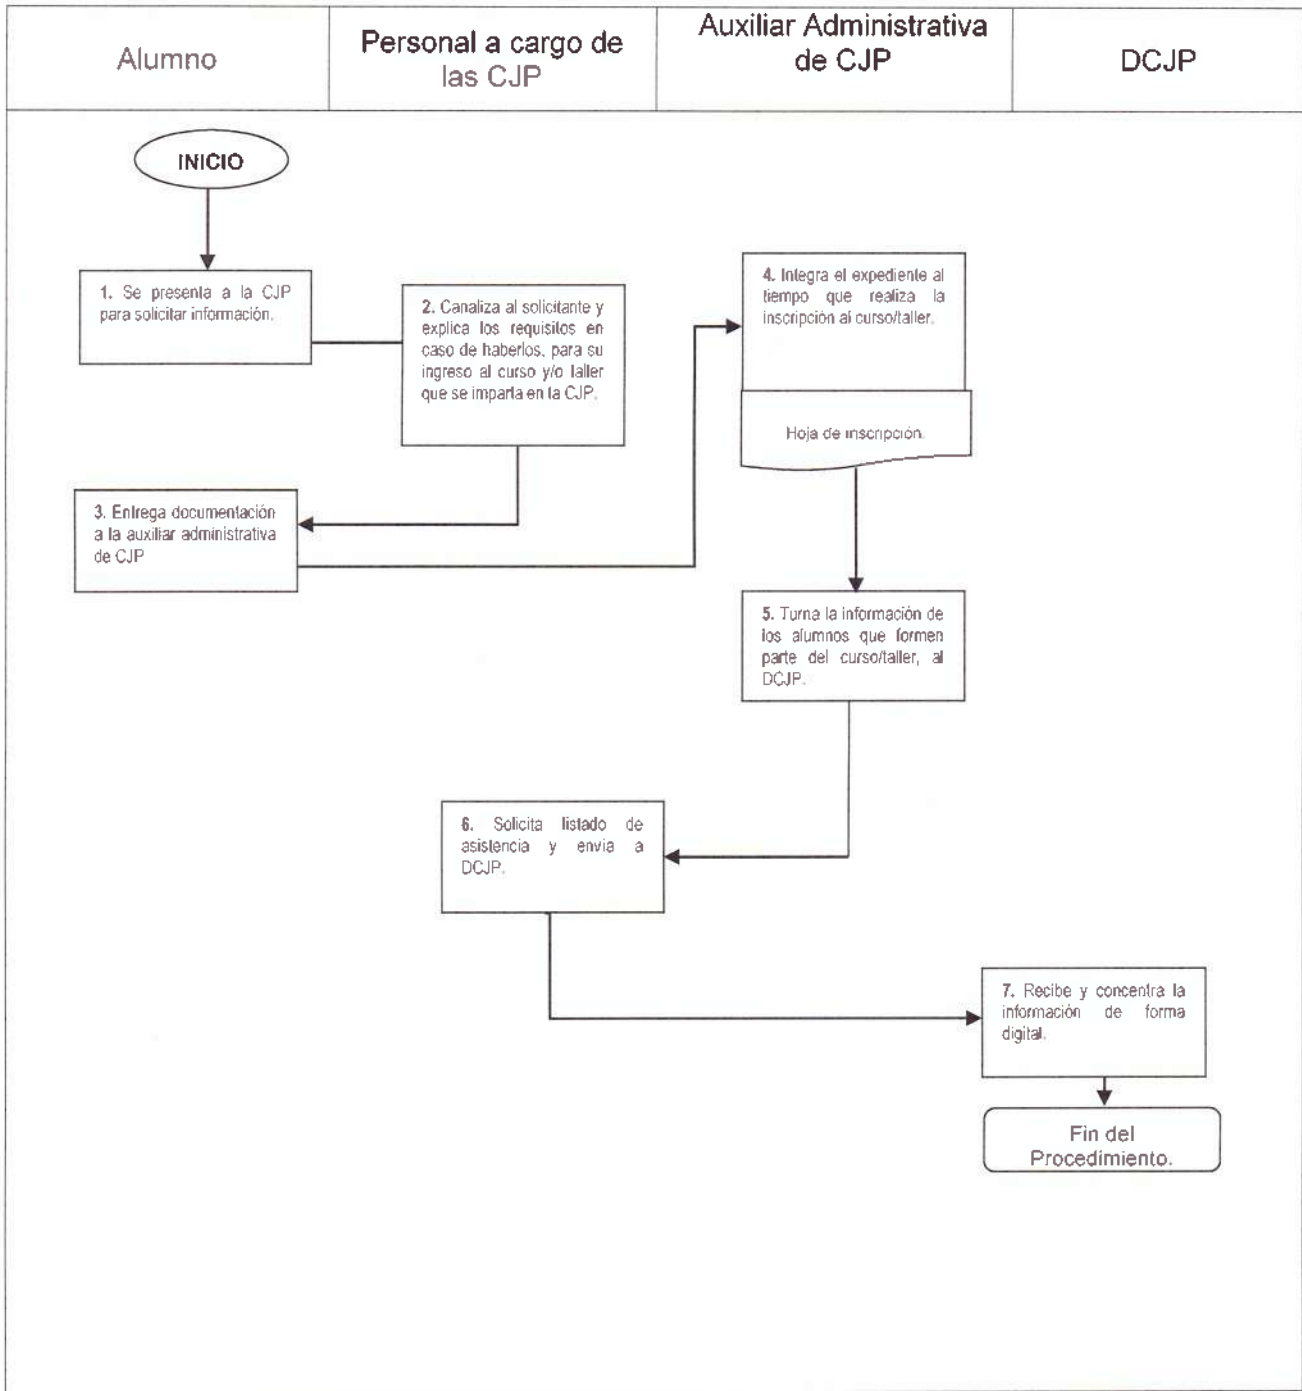 Alumno
Personal a cargo de
las CJP
Auxiliar Administrativa
de CJP
DCJP
INICIO
1. Se presenta a la CJP
para solicitar información.
2. Canaliza al solicitante y
explica los requisitos en
caso de haberlos, para su
ingreso al curso y/o taller
que se imparta en la CJP.
3. Entrega documentación
a la auxiliar administrativa
de CJP
4. Integra el expediente al
tiempo que realiza la
inscripción al curso/taller.
Hoja de inscripción.
5. Turna la información de
los alumnos que formen
parte del curso/taller, al
DCJP.
6. Solicita listado de
asistencia y envia a
DCJP.
7. Recibe y concentra la
información de forma
digital.
Fin del
Procedimiento.